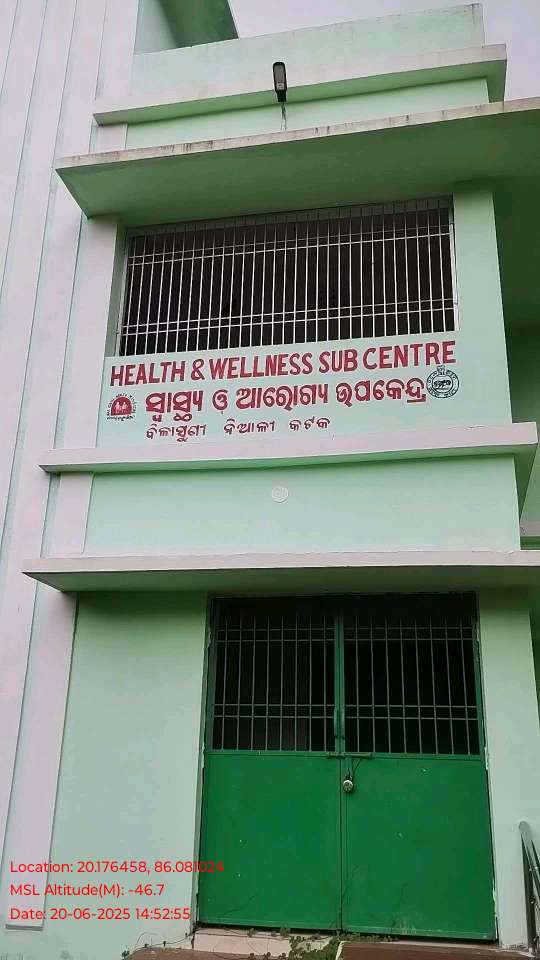 HEALTH & WELLNESS SUB CENTRE
ସ୍ୱାସ୍ଥ୍ୟ ଓ ଆରୋଗ୍ୟ ଉପକେନ୍ଦ୍ର
ବିଳାସୁଣୀ ନିଆଳୀ କଟକ
Location: 20.176458, 86.081024
MSL Altitude(M): -46.7
Date: 20-06-2025 14:52:55